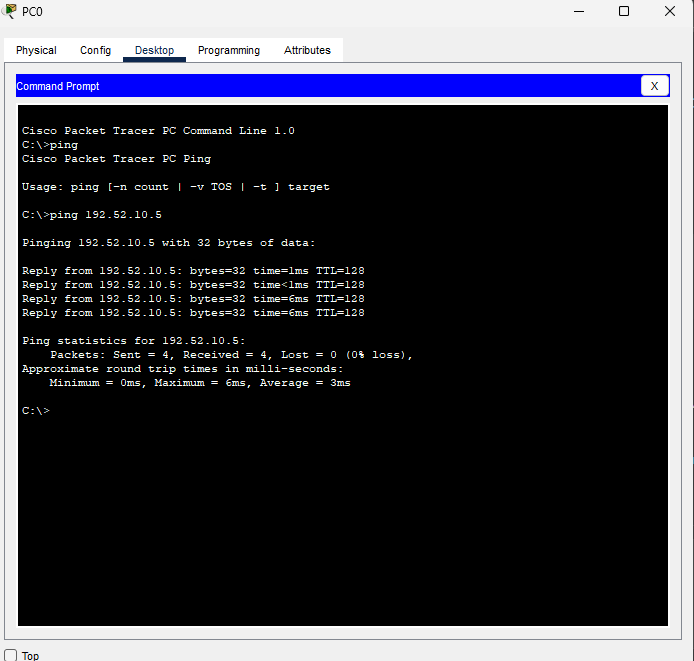 PC0
Physical Config Desktop Programming Attributes
Command Prompt
X
Cisco Packet Tracer PC Command Line 1.0
C:\>ping
Cisco Packet Tracer PC Ping
Usage: ping [-n count | -v TOS | -t ] target
C:\>ping 192.52.10.5
Pinging 192.52.10.5 with 32 bytes of data:
Reply from 192.52.10.5: bytes=32 time=1ms TTL=128
Reply from 192.52.10.5: bytes=32 time<1ms TTL=128
Reply from 192.52.10.5: bytes=32 time=6ms TTL=128
Reply from 192.52.10.5: bytes=32 time=6ms TTL=128
Ping statistics for 192.52.10.5:
Packets: Sent = 4, Received = 4, Lost = 0 (0% loss),
Approximate round trip times in milli-seconds:
Minimum = 0ms, Maximum = 6ms, Average = 3ms
C:\>
Top